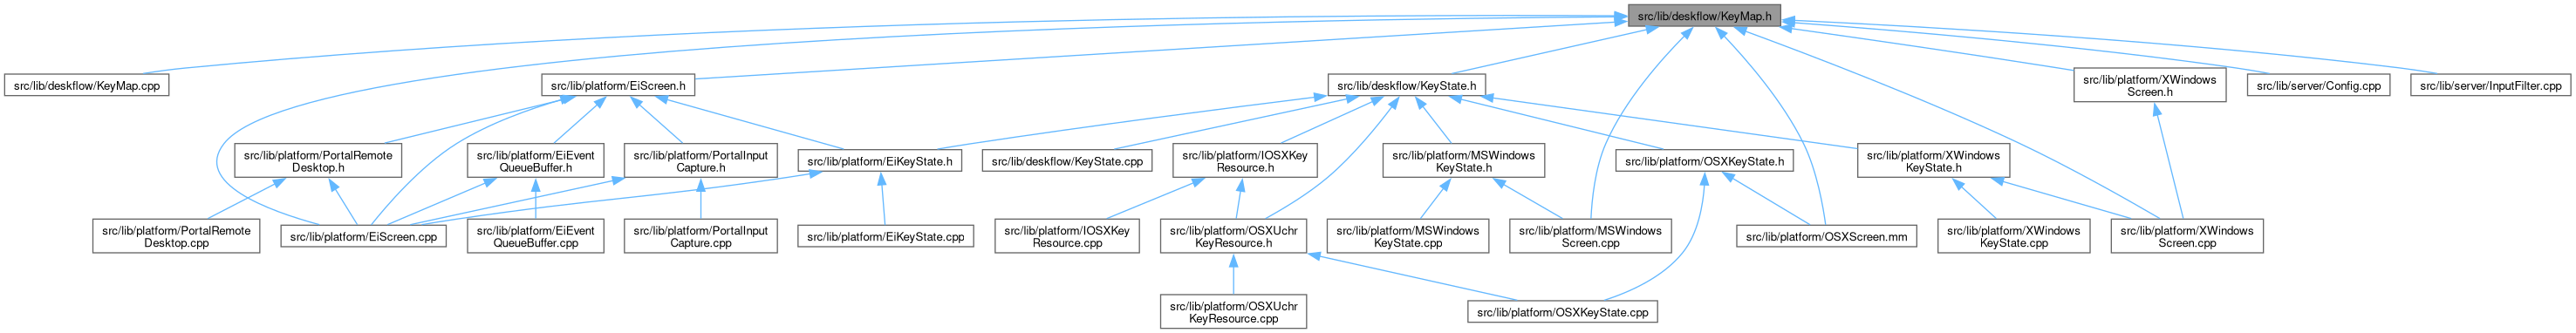 src/lib/deskflow/KeyMap.h
src/lib/deskflow/KeyMap.cpp
src/lib/platform/EiScreen.h
src/lib/deskflow/KeyState.h
src/lib/platform/XWindows
Screen.h
src/lib/server/Config.cpp
src/lib/server/InputFilter.cpp
src/lib/platform/PortalRemote
Desktop.h
src/lib/platform/EiEvent
QueueBuffer.h
src/lib/platform/PortalInput
Capture.h
src/lib/platform/EiKeyState.h
src/lib/deskflow/KeyState.cpp
src/lib/platform/IOSXKey
Resource.h
src/lib/platform/MSWindows
KeyState.h
src/lib/platform/OSXKeyState.h
src/lib/platform/XWindows
KeyState.h
src/lib/platform/PortalRemote
Desktop.cpp
src/lib/platform/EiScreen.cpp
src/lib/platform/EiEvent
QueueBuffer.cpp
src/lib/platform/PortalInput
Capture.cpp
src/lib/platform/EiKeyState.cpp
src/lib/platform/IOSXKey
Resource.cpp
src/lib/platform/OSXUchr
KeyResource.h
src/lib/platform/MSWindows
KeyState.cpp
src/lib/platform/MSWindows
Screen.cpp
src/lib/platform/OSXScreen.mm
src/lib/platform/XWindows
KeyState.cpp
src/lib/platform/XWindows
Screen.cpp
src/lib/platform/OSXUchr
KeyResource.cpp
src/lib/platform/OSXKeyState.cpp